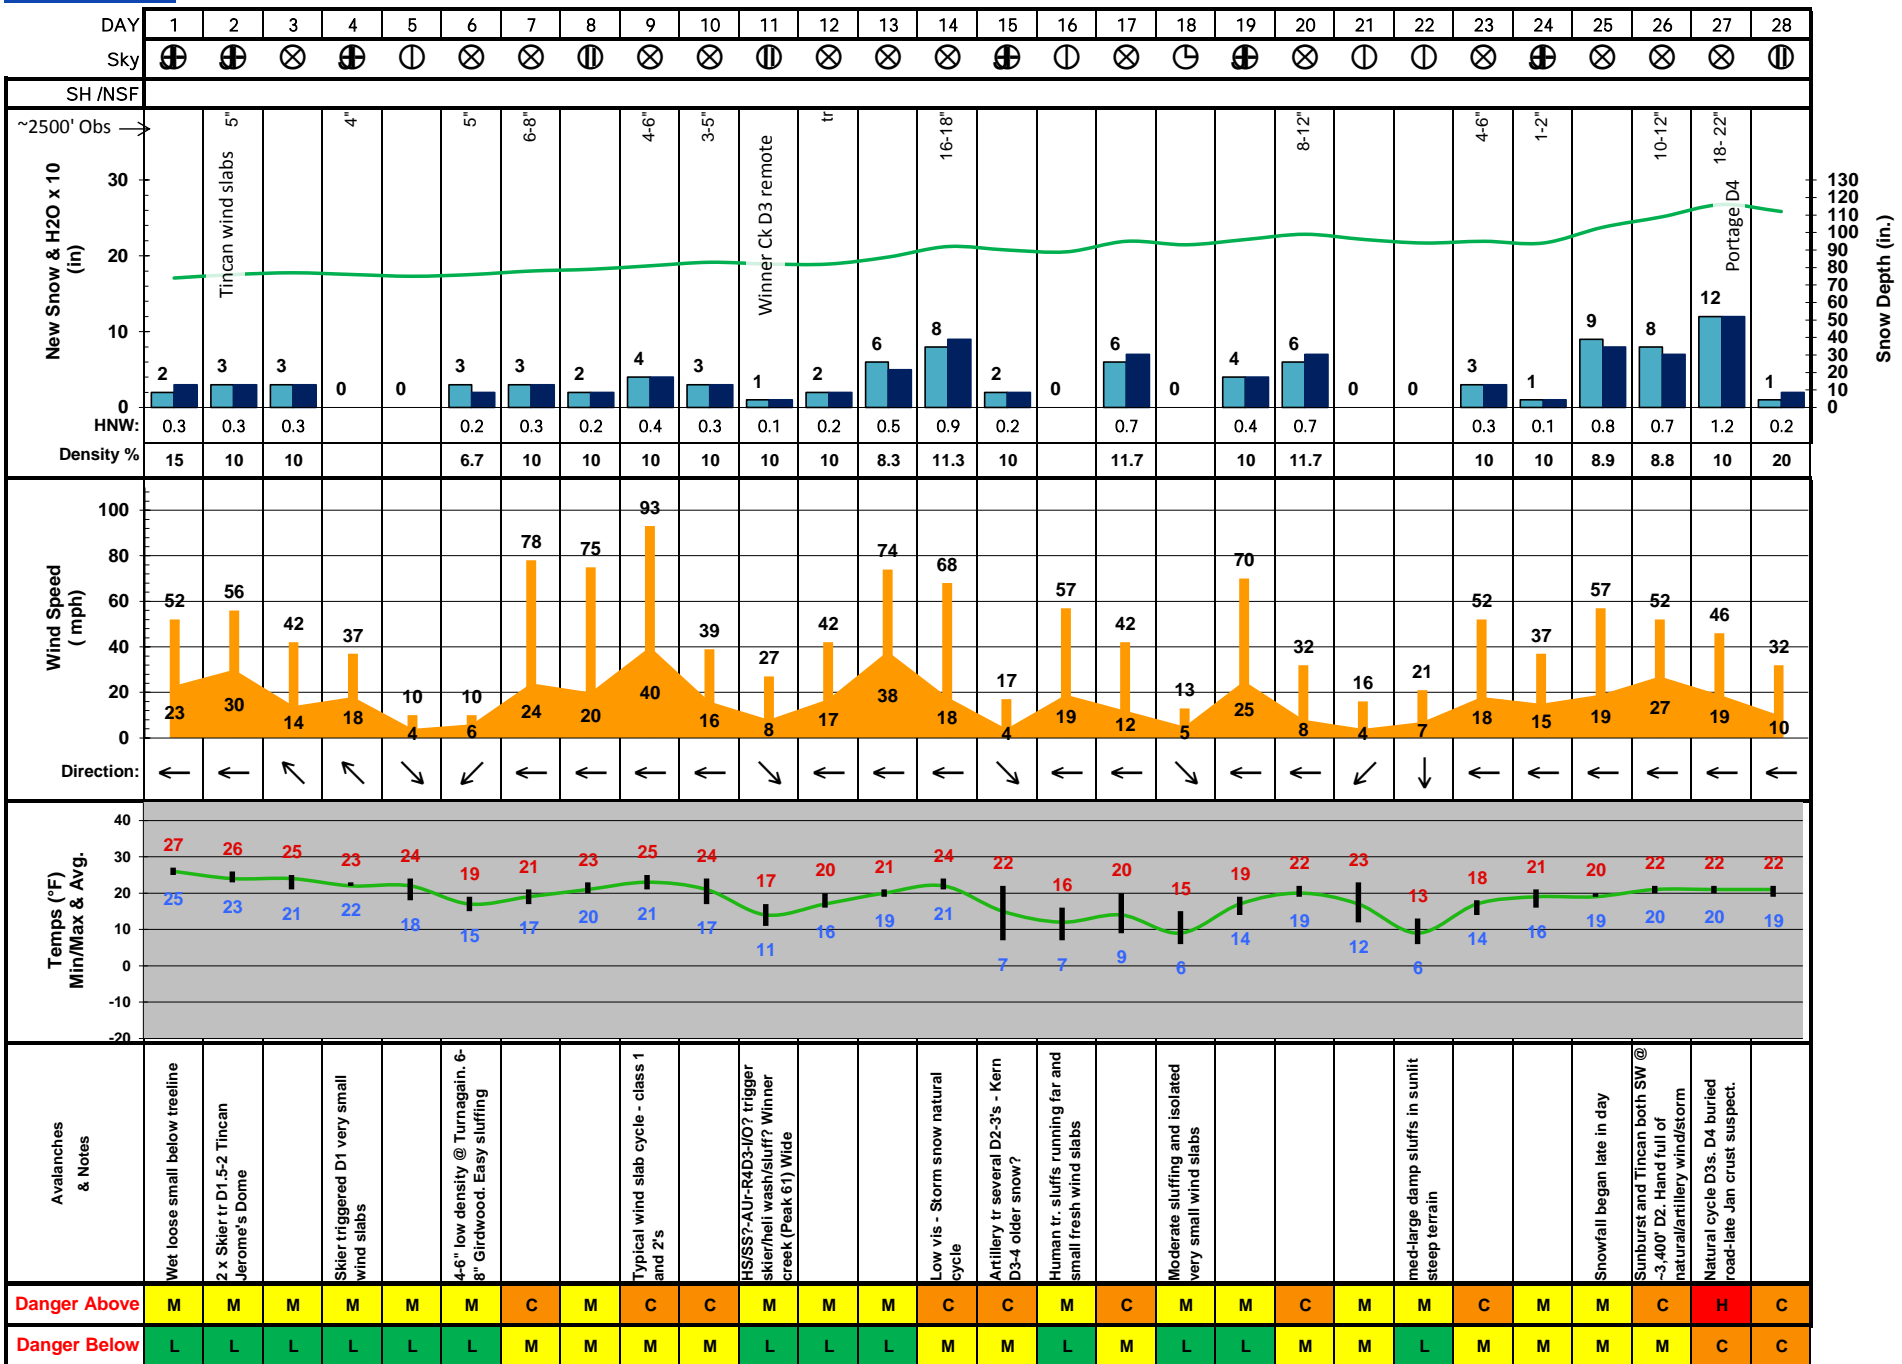 DAY 1 2 3 4 5 6 7 8 9 10 11 12 13 14 15 16 17 18 19 20 21 22 23 24 25 26 27 28
Sky
SH /NSF
~2500' Obs 5" 4" 5" 6-8" 4-6" 3-5" tr 16-18" 8-12" 4-6" 1-2" 10-12" 18- 22"
Tincan wind slabs
Winner Ck D3 remote
Portage D4
New Snow & H2O x 10
(in)
30
20
10
0
130
120
110
100
90
80
70
60
50
40
30
20
10
0
Snow Depth (in.)
2 3 3 0 0 3 3 2 4 3 1 2 6 8 2 0 6 0 4 6 0 0 3 1 9 8 12 1
HNW: 0.3 0.3 0.3 0.2 0.3 0.2 0.4 0.3 0.1 0.2 0.5 0.9 0.2 0.7 0.4 0.7 0.3 0.1 0.8 0.7 1.2 0.2
Density % 15 10 10 6.7 10 10 10 10 10 10 8.3 11.3 10 11.7 10 11.7 10 10 8.9 8.8 10 20
Wind Speed
( mph)
100
80
60
40
20
0
52 56 42 37 10 10 78 75 93 39 27 42 74 68 17 57 42 13 70 32 16 21 52 37 57 52 46 32
23 30 14 18 4 6 24 20 40 16 8 17 38 18 4 19 12 5 25 8 4 7 18 15 19 27 19 10
Direction:
Temps (°F)
Min/Max & Avg.
40
30
20
10
0
-10
-20
27 26 25 23 24 19 21 23 25 24 17 20 21 24 22 16 20 15 19 22 23 13 18 21 20 22 22 22
25 23 21 22 18 15 17 20 21 17 11 16 19 21 7 7 9 6 14 19 12 6 14 16 19 20 20 19
Avalanches
& Notes
Wet loose small below treeline
2 x Skier tr D1.5-2 Tincan
Jerome's Dome
Skier triggered D1 very small
wind slabs
4-6" low density @ Turnagain. 6-
8" Girdwood. Easy sluffing
Typical wind slab cycle - class 1
and 2's
HS/SS?-AUr-R4D3-I/O? trigger
skier/heli wash/sluff? Winner
creek (Peak 61) Wide
Low vis - Storm snow natural
cycle
Artillery tr several D2-3's - Kern
D3-4 older snow?
Human tr. sluffs running far and
small fresh wind slabs
Moderate sluffing and isolated
very small wind slabs
med-large damp sluffs in sunlit
steep terrain
Snowfall began late in day
Sunburst and Tincan both SW @
~3,400' D2. Hand full of
natural/artillery wind/storm
Natural cycle D3s. D4 buried
road-late Jan crust suspect.
Danger Above M M M M M M C M C C M M M C C M C M M C M M C M M C H C
Danger Below L L L L L L M M M M L L L M M L M L L M M L M M M M C C